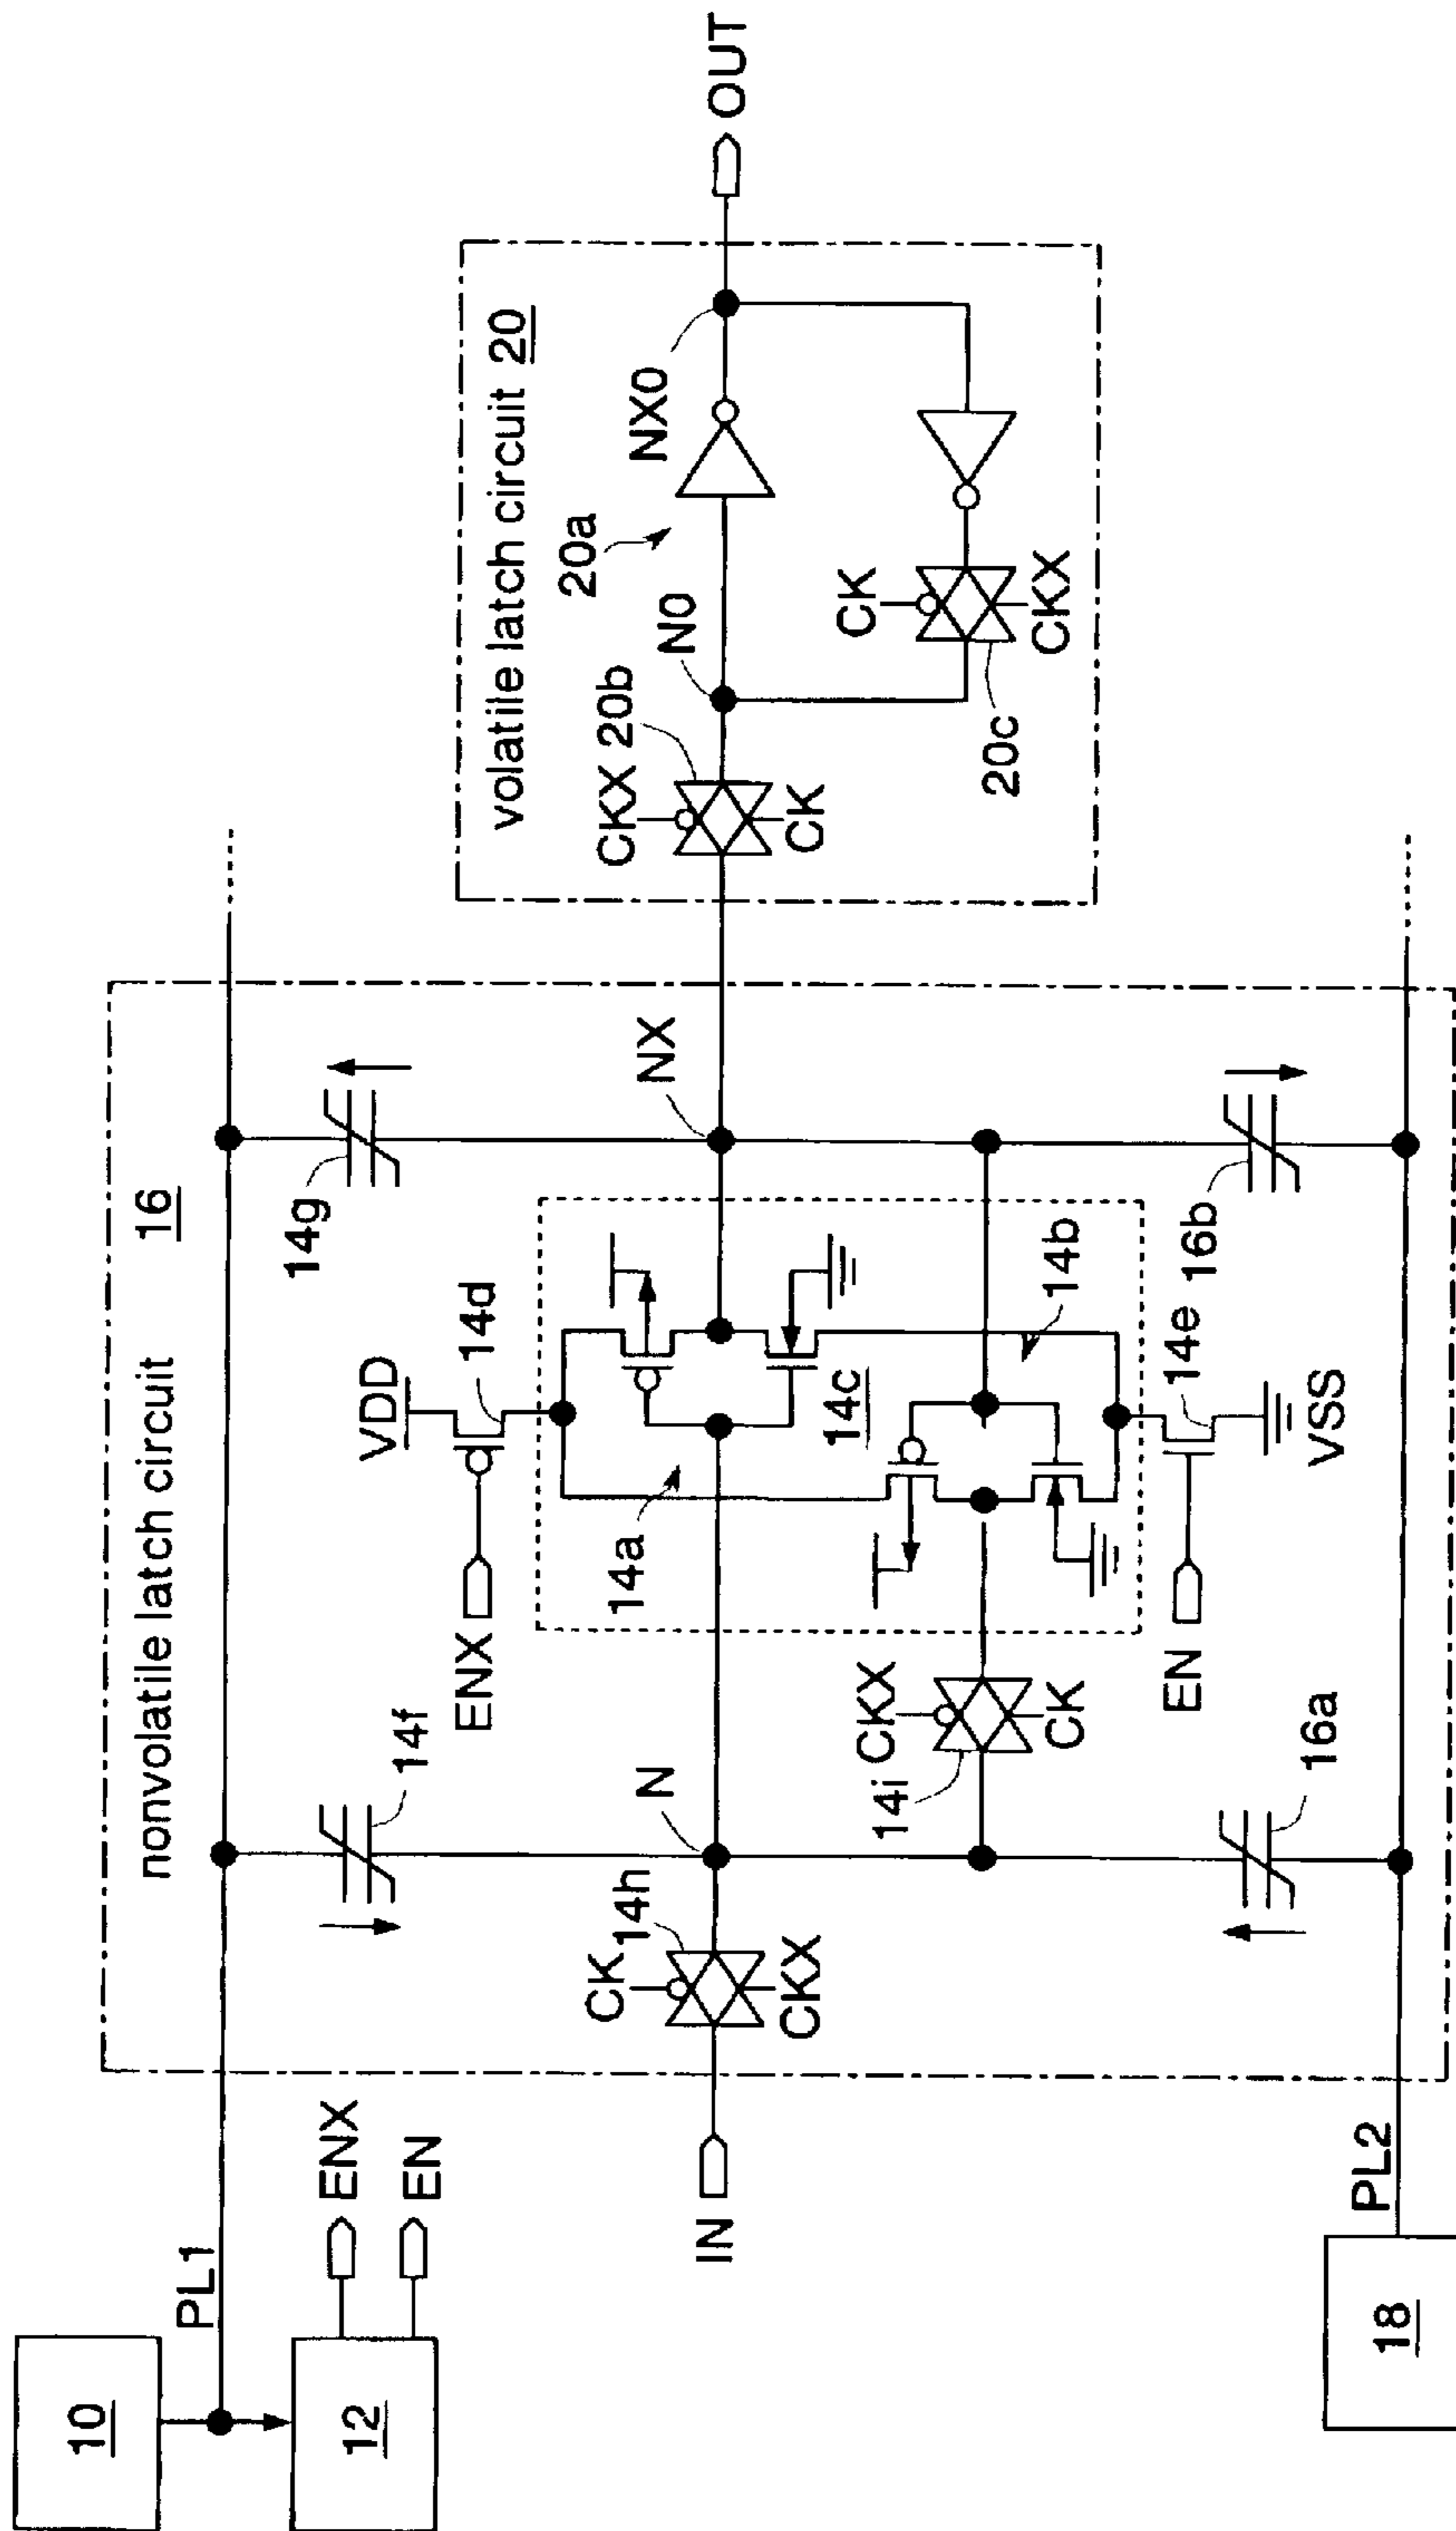 10
12
PL1
ENX
EN
IN
18
PL2
nonvolatile latch circuit 16
14f
14g
VDD
14d
ENX
CK
14h
CKX
N
NX
14a
14c
14b
CKX
14i
CK
EN
14e
VSS
16a
16b
volatile latch circuit 20
CKX
20b
CK
N0
20a
NX0
CK
CKX
20c
OUT